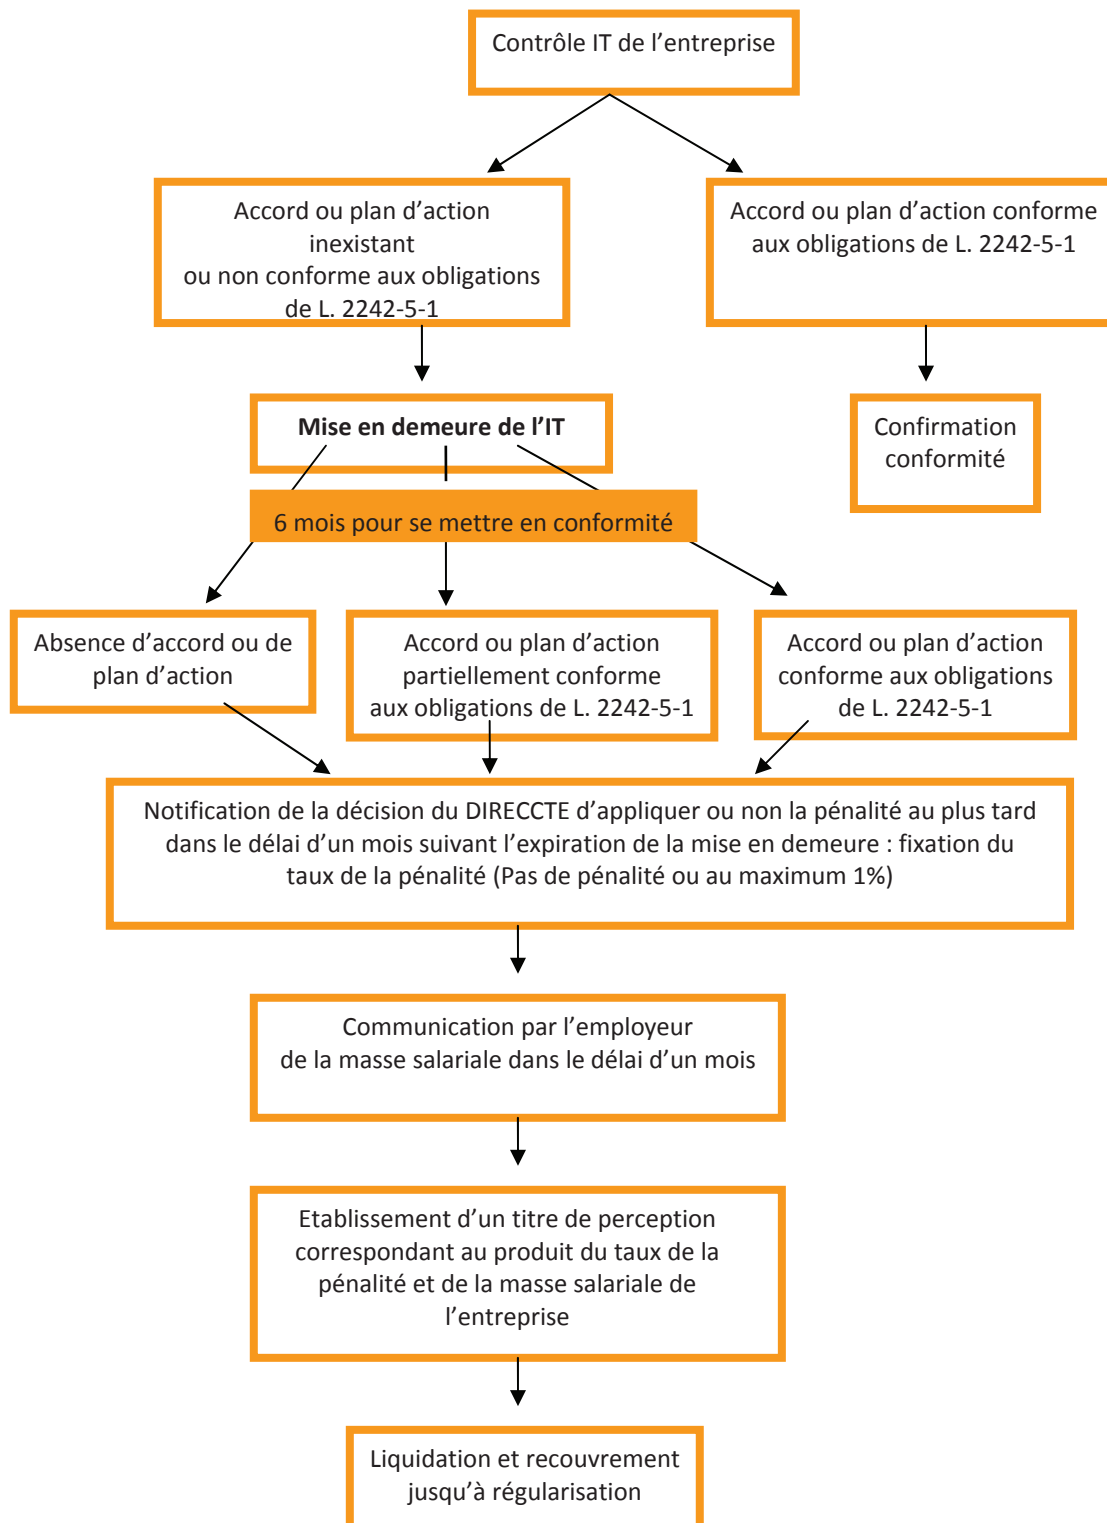 Contrôle IT de l’entreprise
Accord ou plan d’action
inexistant
ou non conforme aux obligations
de L. 2242-5-1
Accord ou plan d’action conforme
aux obligations de L. 2242-5-1
Mise en demeure de l’IT
Confirmation
conformité
6 mois pour se mettre en conformité
Absence d’accord ou de
plan d’action
Accord ou plan d’action
partiellement conforme
aux obligations de L. 2242-5-1
Accord ou plan d’action
conforme aux obligations
de L. 2242-5-1
Notification de la décision du DIRECCTE d’appliquer ou non la pénalité au plus tard
dans le délai d’un mois suivant l’expiration de la mise en demeure : fixation du
taux de la pénalité (Pas de pénalité ou au maximum 1%)
Communication par l’employeur
de la masse salariale dans le délai d’un mois
Etablissement d’un titre de perception
correspondant au produit du taux de la
pénalité et de la masse salariale de
l’entreprise
Liquidation et recouvrement
jusqu’à régularisation